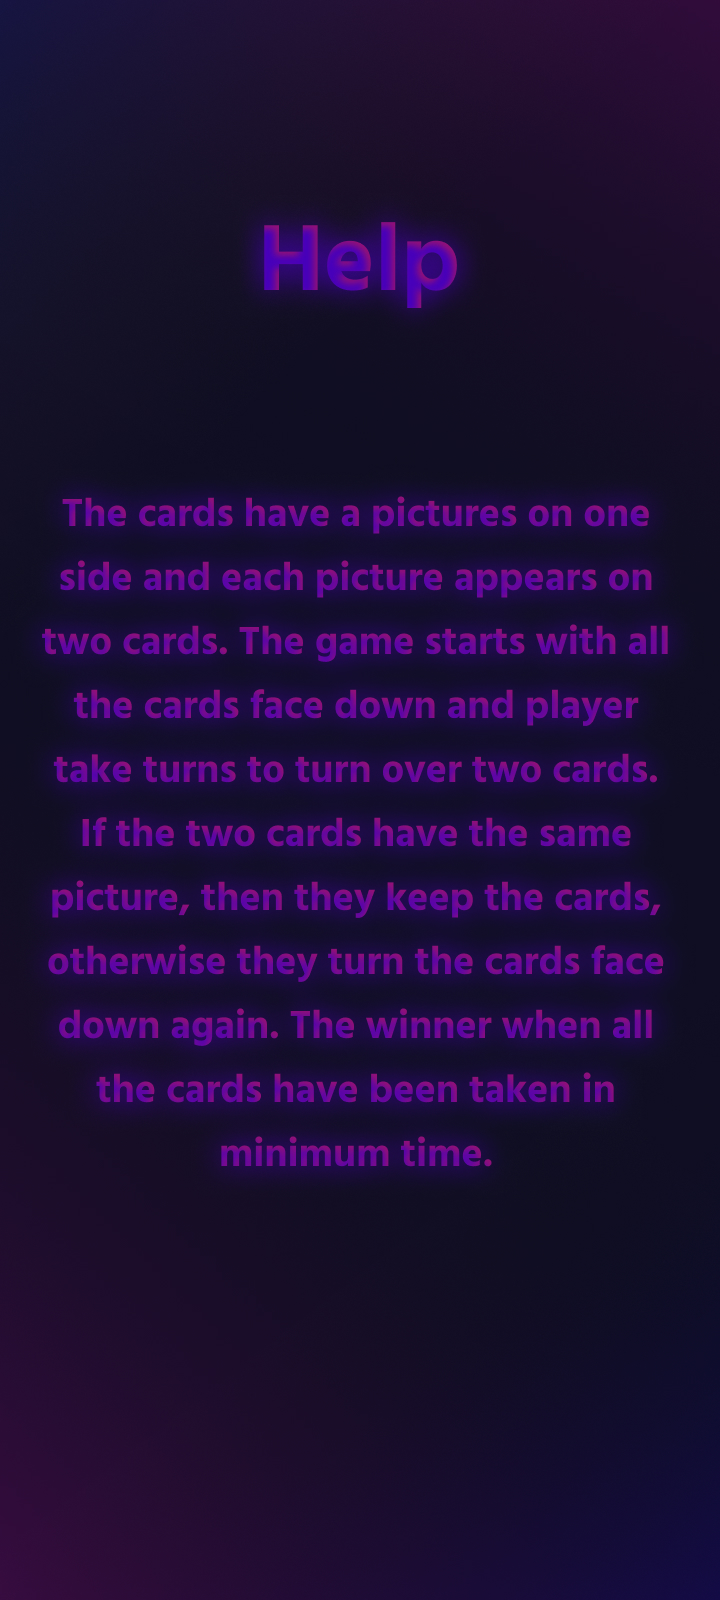 Help
The cards have a pictures on one
side and each picture appears on
two cards. The game starts with all
the cards face down and player
take turns to turn over two cards.
If the two cards have the same
picture, then they keep the cards,
otherwise they turn the cards face
down again. The winner when all
the cards have been taken in
minimum time.